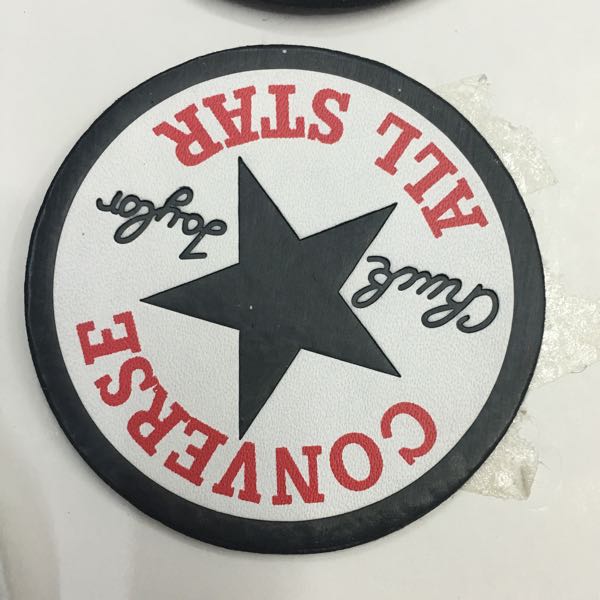 CONVERSE
ALL STAR
Chuck
Taylor